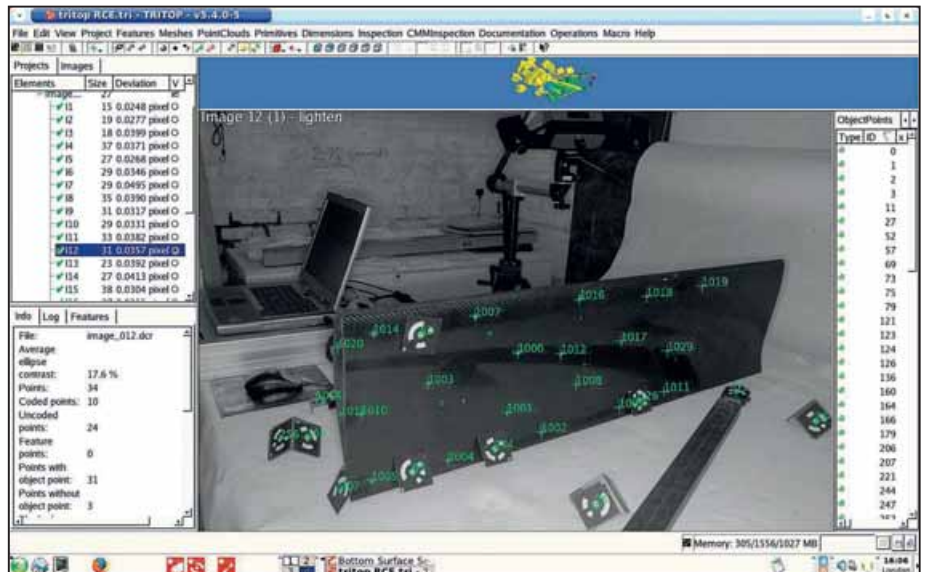 tritop RCE.tri - TRITOP - v5.4.0-5
File Edit View Project Features Meshes PointClouds Primitives Dimensions Inspection CMMInspection Documentation Operations Macro Help
Projects Images
Elements Size Deviation V
Image... 27
I1 15 0.0248 pixel
I2 19 0.0277 pixel
I3 18 0.0399 pixel
I4 37 0.0371 pixel
I5 27 0.0268 pixel
I6 29 0.0346 pixel
I7 29 0.0495 pixel
I8 35 0.0390 pixel
I9 31 0.0317 pixel
I10 29 0.0331 pixel
I11 33 0.0382 pixel
I12 31 0.0357 pixel
I13 23 0.0392 pixel
I14 27 0.0413 pixel
I15 38 0.0304 pixel
Info Log Features
File: image_012.dcr
Average
ellipse
contrast: 17.6 %
Points: 34
Coded points: 10
Uncoded
points: 24
Feature
points: 0
Points with
object point: 31
Points without
object point: 3
Image 12 (1) - lighten
1019
1016 1018
1007
1014
1020 1017
1006 1012 1029
1003 1008
1011
1010 1001
1002
1004
1005
ObjectPoints
Type ID
0
1
2
3
11
27
52
57
69
73
75
79
121
123
124
126
136
160
164
166
179
206
207
221
244
247
Memory: 305/1556/1027 MB
1 2 Bottom Surface Sc
3 tritop RCE.tri - T
16:06
London